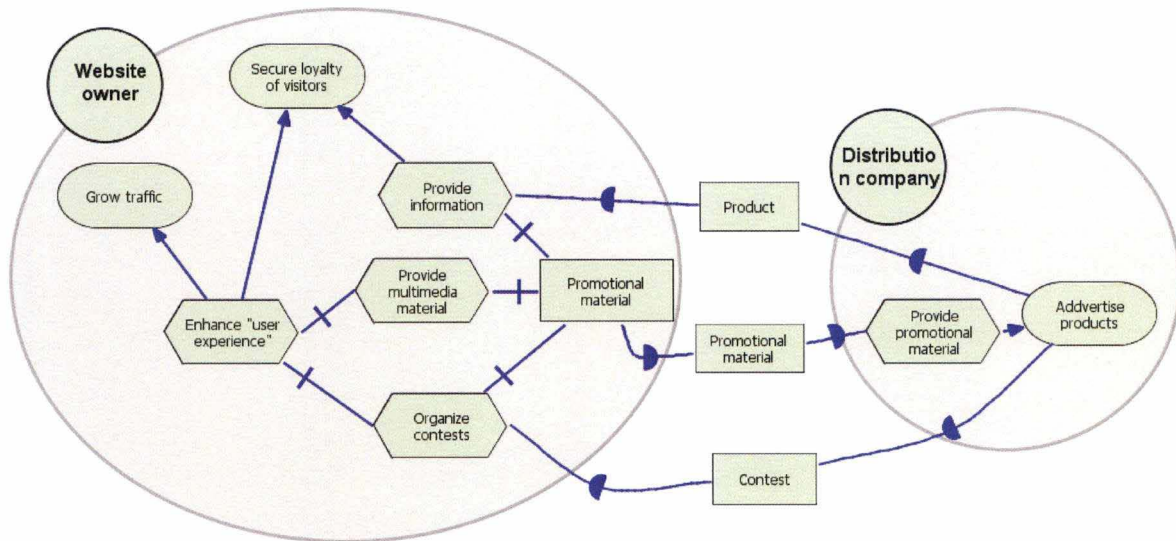 Website
owner
Secure loyalty
of visitors
Grow traffic
Provide
information
Provide
multimedia
material
Promotional
material
Enhance "user
experience"
Organize
contests
Product
Promotional
material
Contest
Distributio
n company
Provide
promotional
material
Addvertise
products